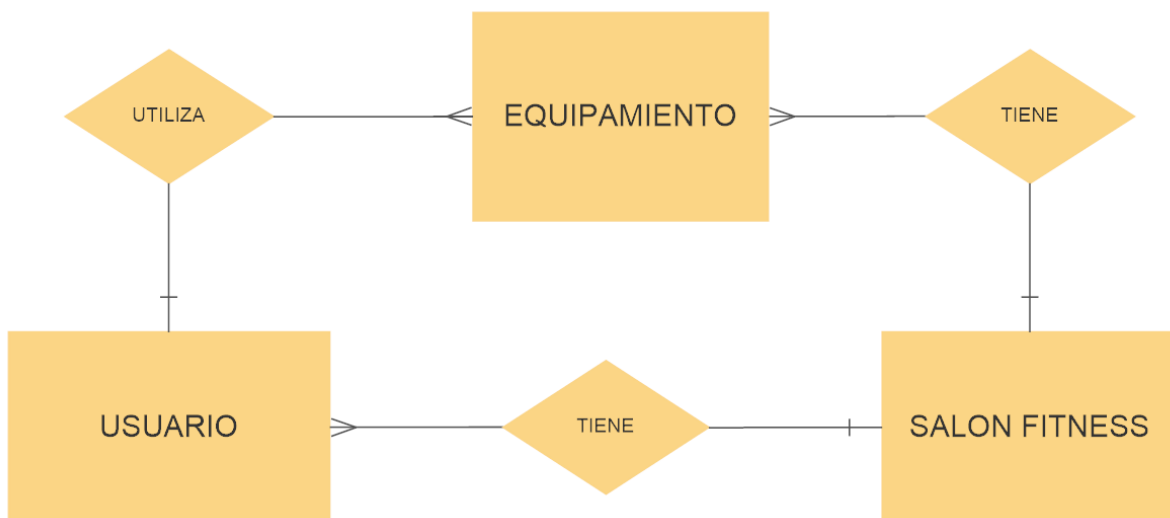 UTILIZA
EQUIPAMIENTO
TIENE
USUARIO
TIENE
SALON FITNESS